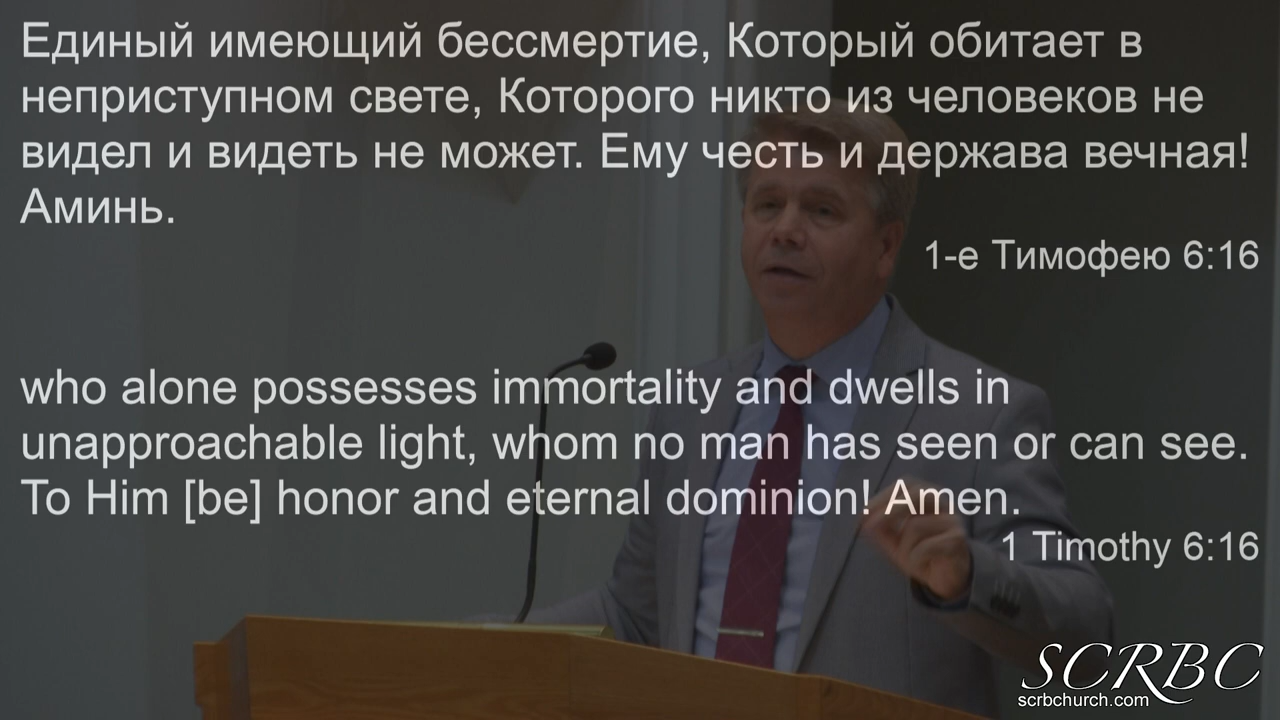 Единый имеющий бессмертие, Который обитает в
неприступном свете, Которого никто из человеков не
видел и видеть не может. Ему честь и держава вечная!
Аминь.
1-е Тимофею 6:16
who alone possesses immortality and dwells in
unapproachable light, whom no man has seen or can see.
To Him [be] honor and eternal dominion! Amen.
1 Timothy 6:16
SCRBC
scrbchurch.com